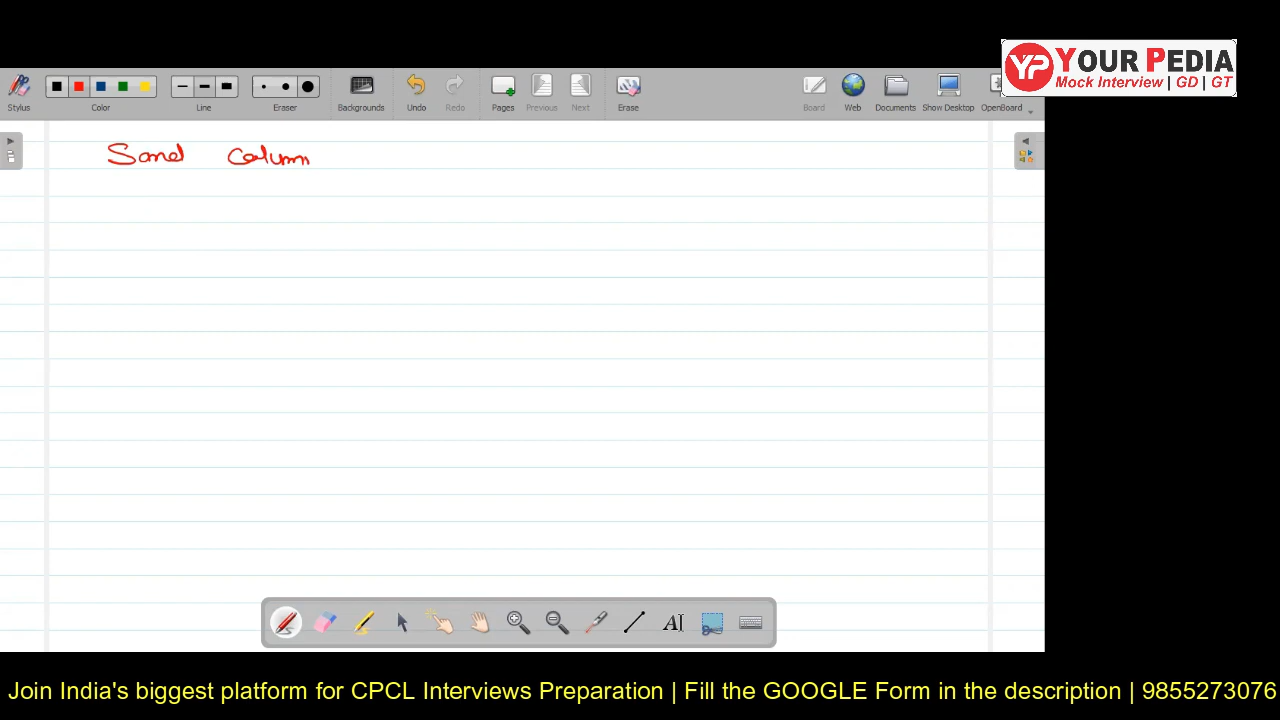 YP YOUR PEDIA
Mock Interview | GD | GT
Stylus Color Line Eraser Backgrounds Undo Redo Pages Previous Next Erase Board Web Documents Show Desktop OpenBoard
Sand Column
AI
Join India's biggest platform for CPCL Interviews Preparation | Fill the GOOGLE Form in the description | 9855273076